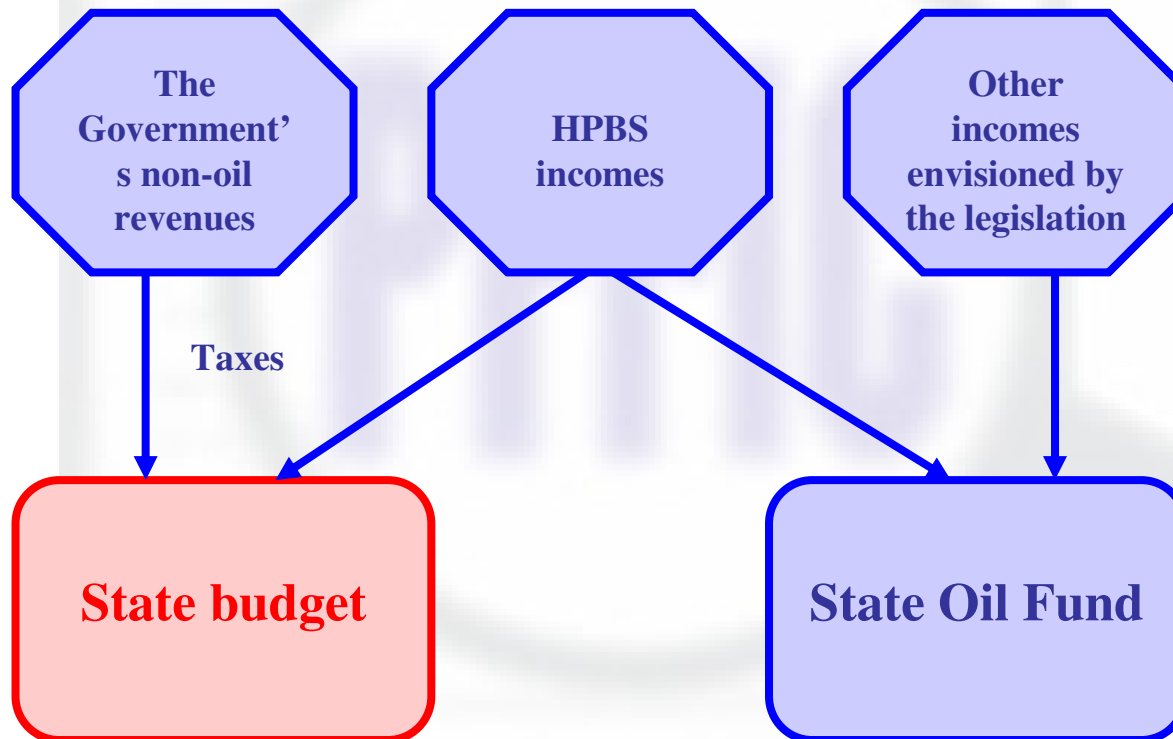 The
Government’
s non-oil
revenues
HPBS
incomes
Other
incomes
envisioned by
the legislation
Taxes
State budget
State Oil Fund